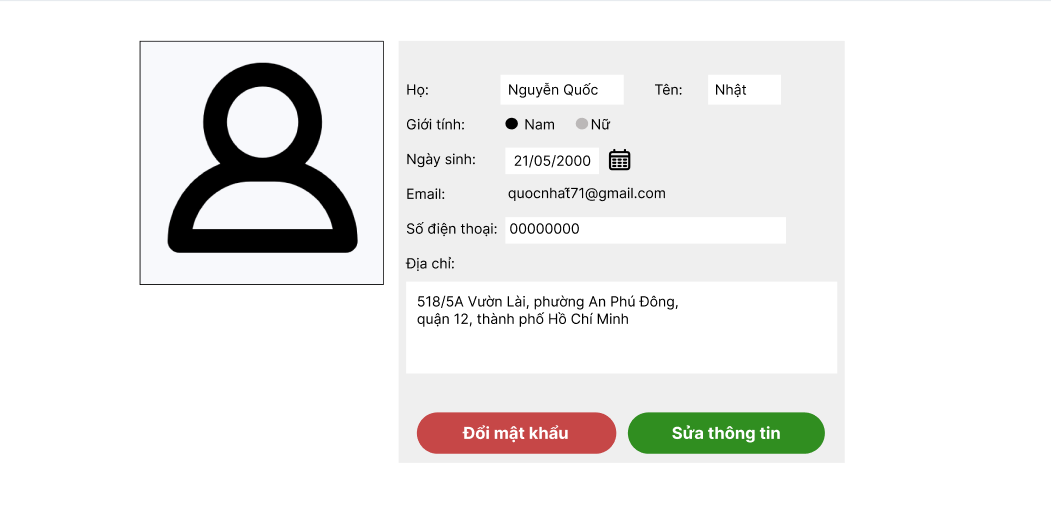 Họ: Nguyễn Quốc Tên: Nhật
Giới tính: Nam Nữ
Ngày sinh: 21/05/2000
Email: quocnhat71@gmail.com
Số điện thoại: 00000000
Địa chỉ:
518/5A Vườn Lài, phường An Phú Đông,
quận 12, thành phố Hồ Chí Minh
Đổi mật khẩu Sửa thông tin